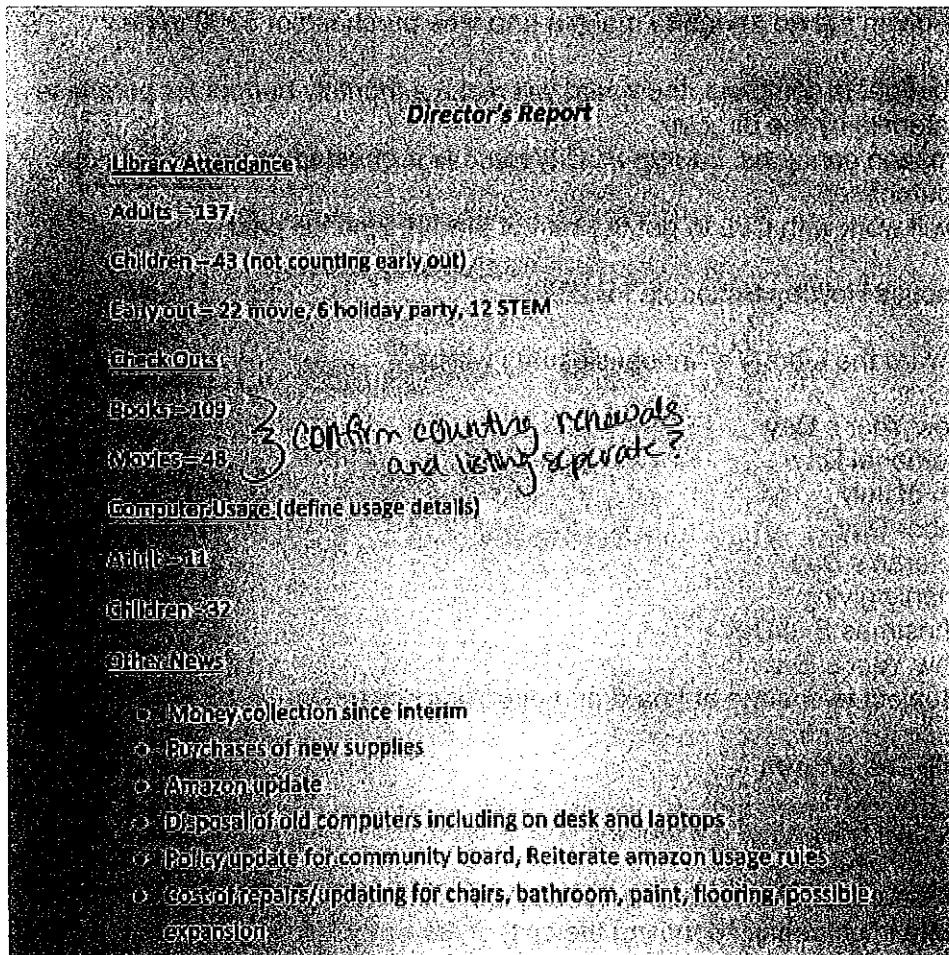 Director's Report
Library Attendance
Adults – 137
Children – 43 (not counting early out)
Early out – 22 movie, 6 holiday party, 12 STEM
Check Outs
Books – 109
Movies – 48
confirm counting renewals
and listing seperate?
Computer Usage (define usage details)
Adult – 11
Children - 32
Other News
• Money collection since interim
• Purchases of new supplies
• Amazon update
• Disposal of old computers including on desk and laptops
• Policy update for community board, Reiterate amazon usage rules
• Cost of repairs/updating for chairs, bathroom, paint, flooring, possible
expansion